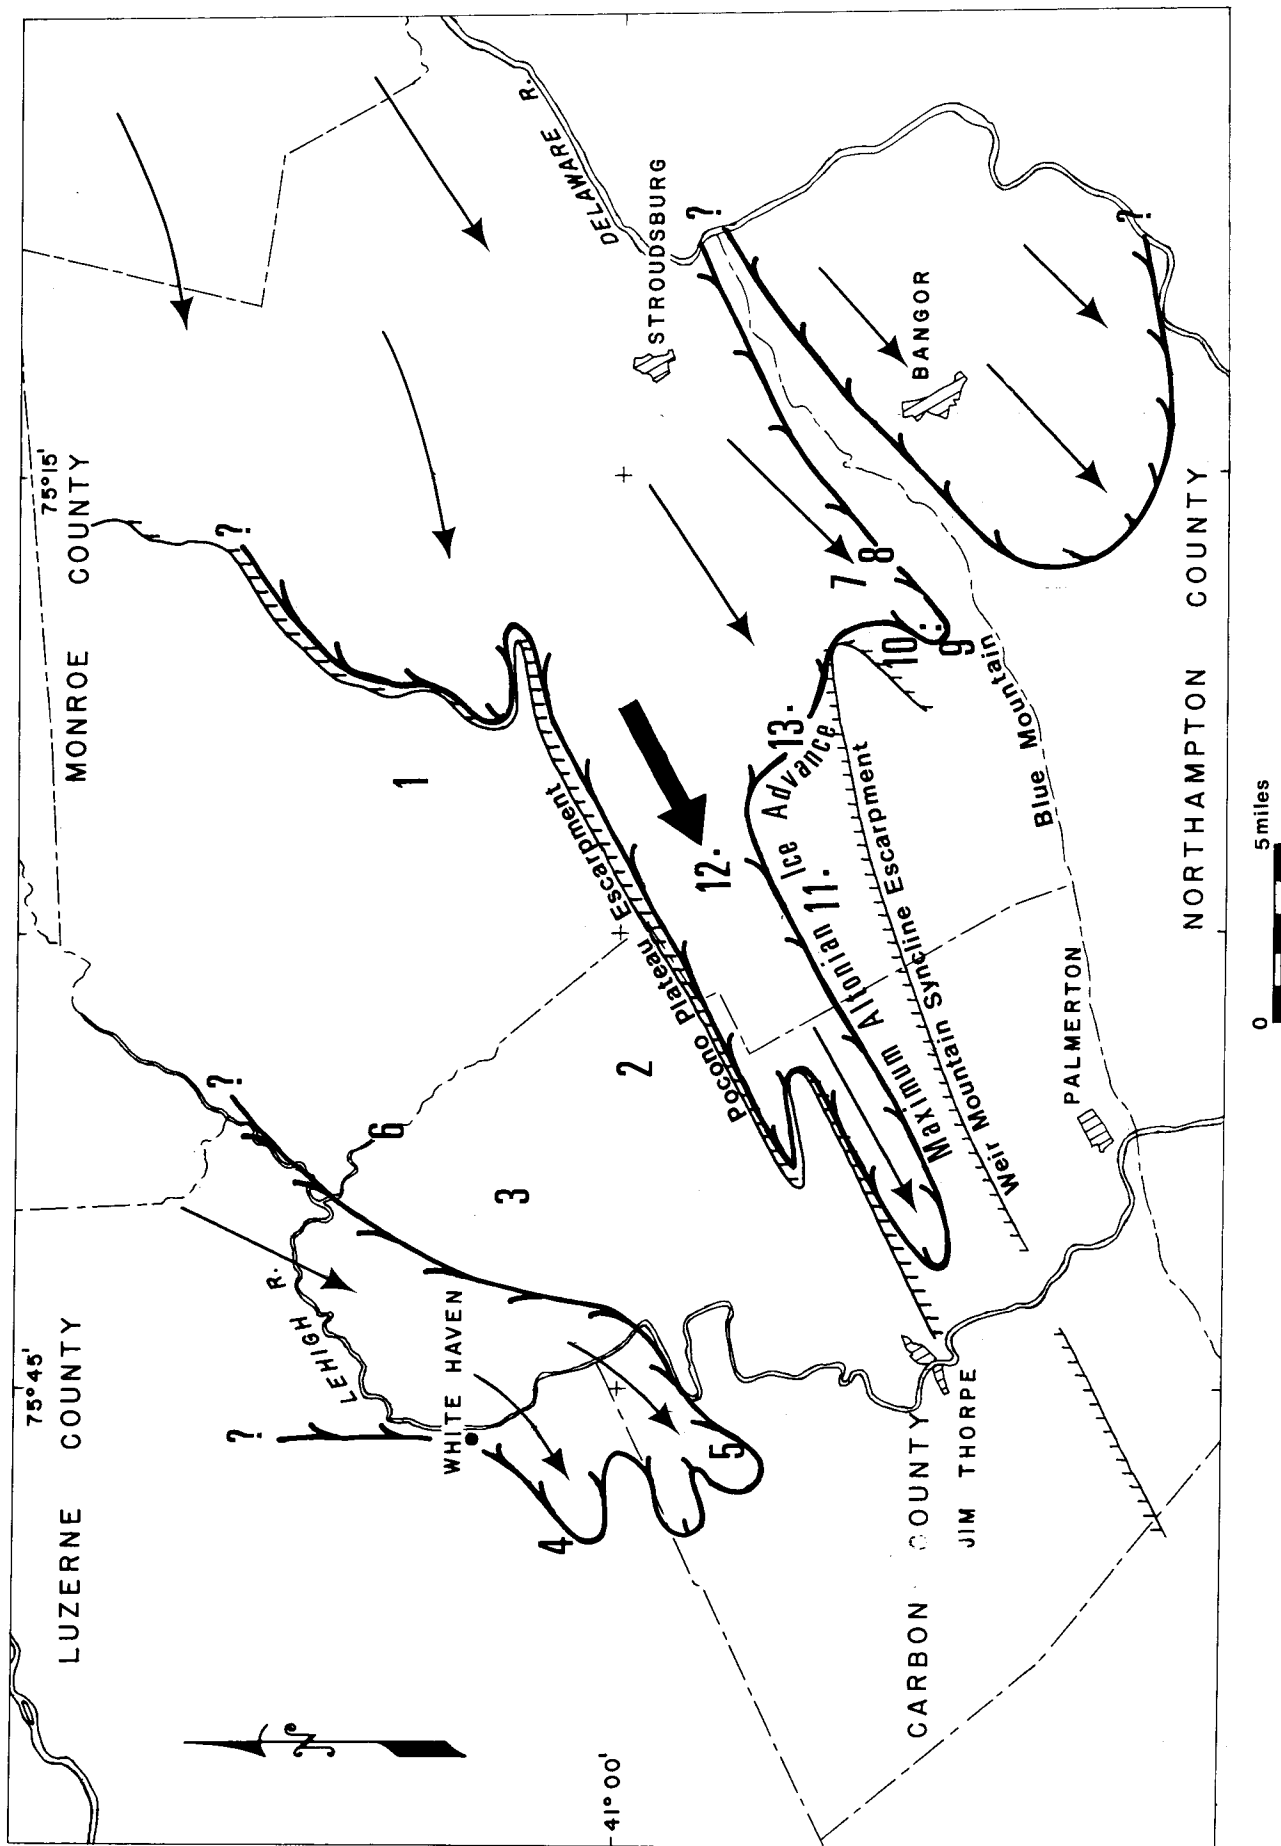 LUZERNE COUNTY
75°45'
MONROE COUNTY
75°15'
?
?
?
N
LEHIGH R.
WHITE HAVEN
DELAWARE R.
STROUDSBURG
1
2
3
4
5
6
41°00'
Pocono Plateau Escarpment
12.
13.
11.
Maximum Altonian Ice Advance
Weir Mountain Syncline Escarpment
7
8
9
10
?
?
BANGOR
Blue Mountain
PALMERTON
CARBON COUNTY
JIM THORPE
NORTHAMPTON COUNTY
0 5 miles